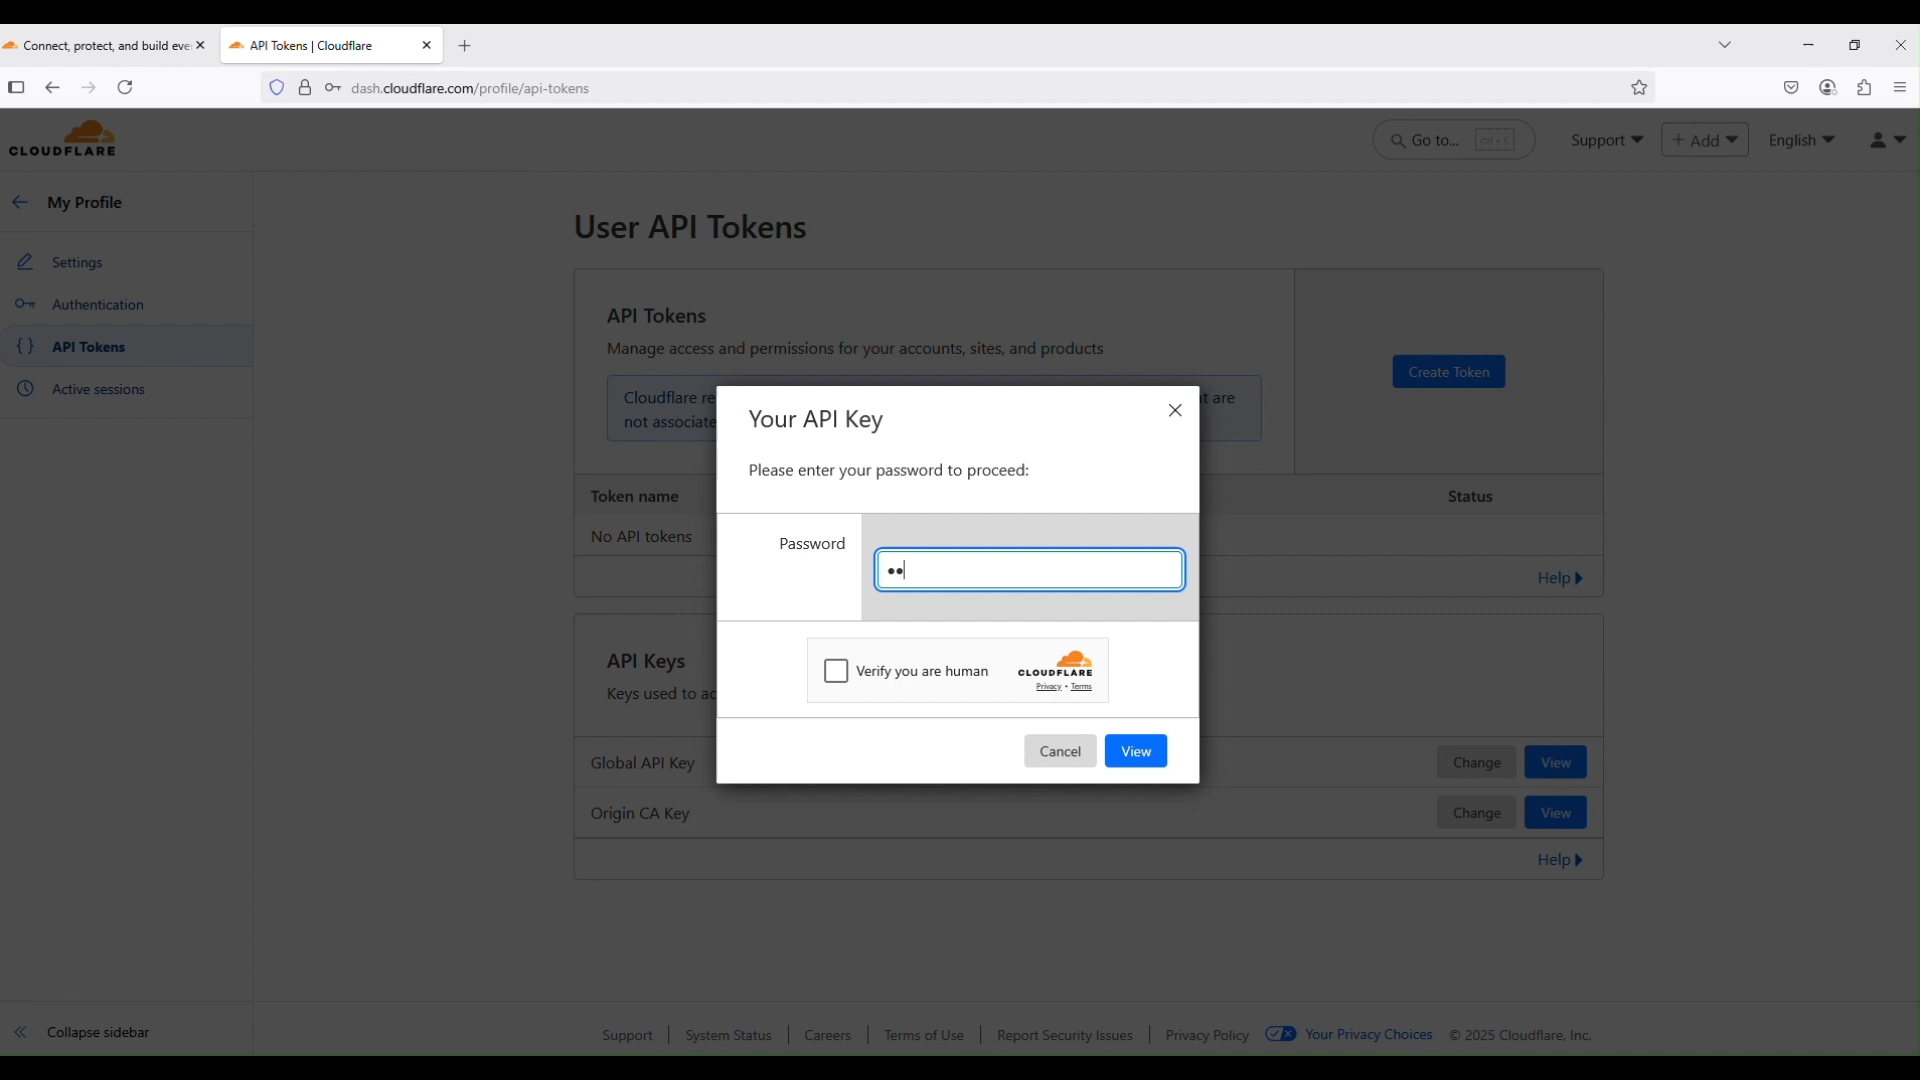 Connect, protect, and build eve
API Tokens | Cloudflare
dash.cloudflare.com/profile/api-tokens
CLOUDFLARE
Go to...
Support
+ Add
English
My Profile
Settings
Authentication
API Tokens
Active sessions
User API Tokens
API Tokens
Manage access and permissions for your accounts, sites, and products
Create Token
Cloudflare re
t are
not associate
Your API Key
Please enter your password to proceed:
Token name
Status
No API tokens
Password
Help
API Keys
Keys used to ac
Verify you are human
CLOUDFLARE
Privacy • Terms
Cancel
View
Global API Key
Change
View
Origin CA Key
Change
View
Help
Collapse sidebar
Support
System Status
Careers
Terms of Use
Report Security Issues
Privacy Policy
Your Privacy Choices
© 2025 Cloudflare, Inc.